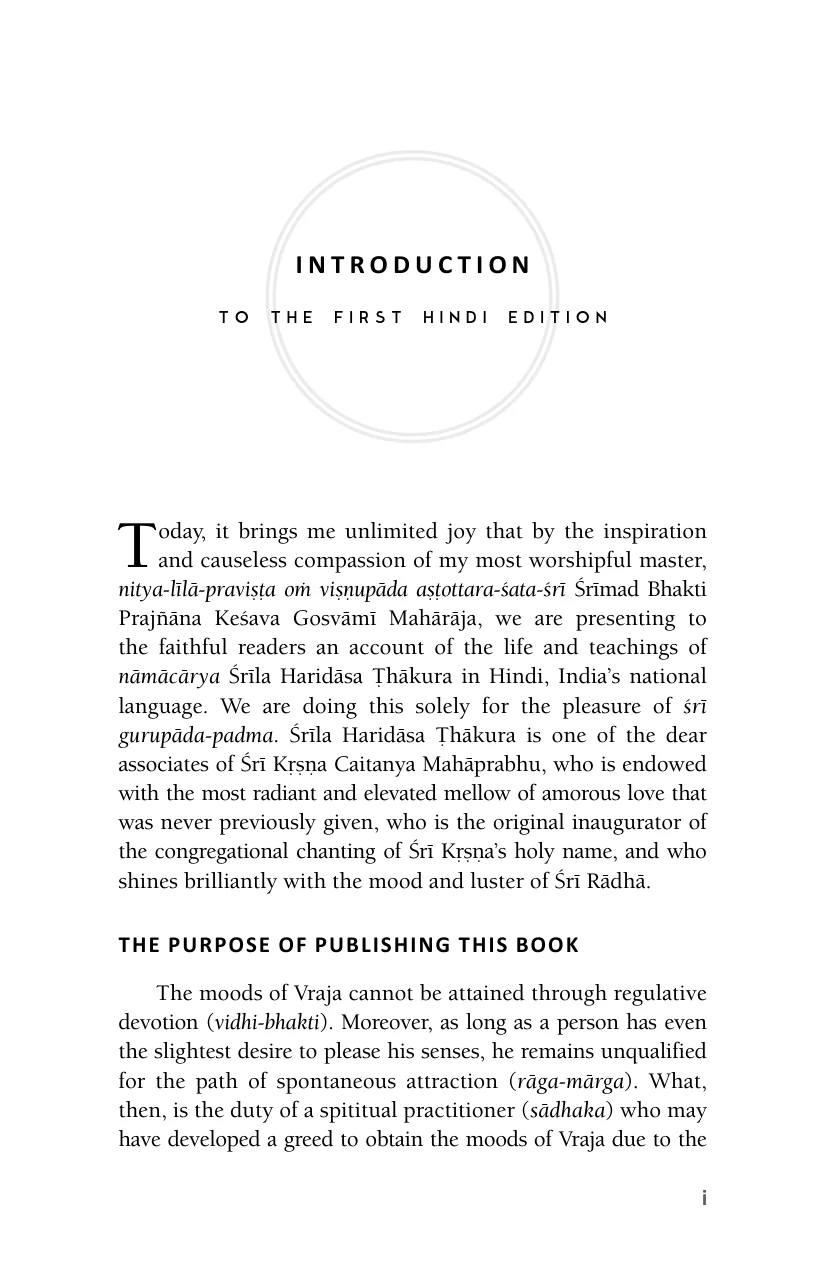 INTRODUCTION
TO THE FIRST HINDI EDITION
Today, it brings me unlimited joy that by the inspiration
and causeless compassion of my most worshipful master,
nitya-līlā-praviṣṭa oṁ viṣṇupāda aṣṭottara-śata-śrī Śrīmad Bhakti
Prajñāna Keśava Gosvāmī Mahārāja, we are presenting to
the faithful readers an account of the life and teachings of
nāmācārya Śrīla Haridāsa Ṭhākura in Hindi, India’s national
language. We are doing this solely for the pleasure of śrī
gurupāda-padma. Śrīla Haridāsa Ṭhākura is one of the dear
associates of Śrī Kṛṣṇa Caitanya Mahāprabhu, who is endowed
with the most radiant and elevated mellow of amorous love that
was never previously given, who is the original inaugurator of
the congregational chanting of Śrī Kṛṣṇa’s holy name, and who
shines brilliantly with the mood and luster of Śrī Rādhā.
THE PURPOSE OF PUBLISHING THIS BOOK
The moods of Vraja cannot be attained through regulative
devotion (vidhi-bhakti). Moreover, as long as a person has even
the slightest desire to please his senses, he remains unqualified
for the path of spontaneous attraction (rāga-mārga). What,
then, is the duty of a spititual practitioner (sādhaka) who may
have developed a greed to obtain the moods of Vraja due to the
i